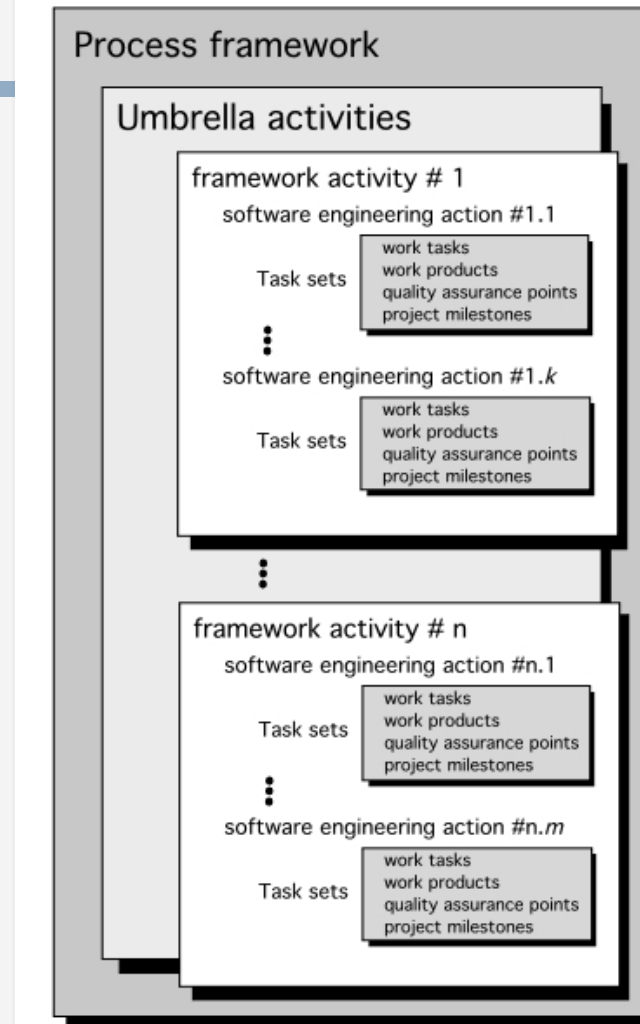 Process framework
Umbrella activities
framework activity # 1
software engineering action #1.1
Task sets
work tasks
work products
quality assurance points
project milestones
software engineering action #1.k
Task sets
work tasks
work products
quality assurance points
project milestones
framework activity # n
software engineering action #n.1
Task sets
work tasks
work products
quality assurance points
project milestones
software engineering action #n.m
Task sets
work tasks
work products
quality assurance points
project milestones